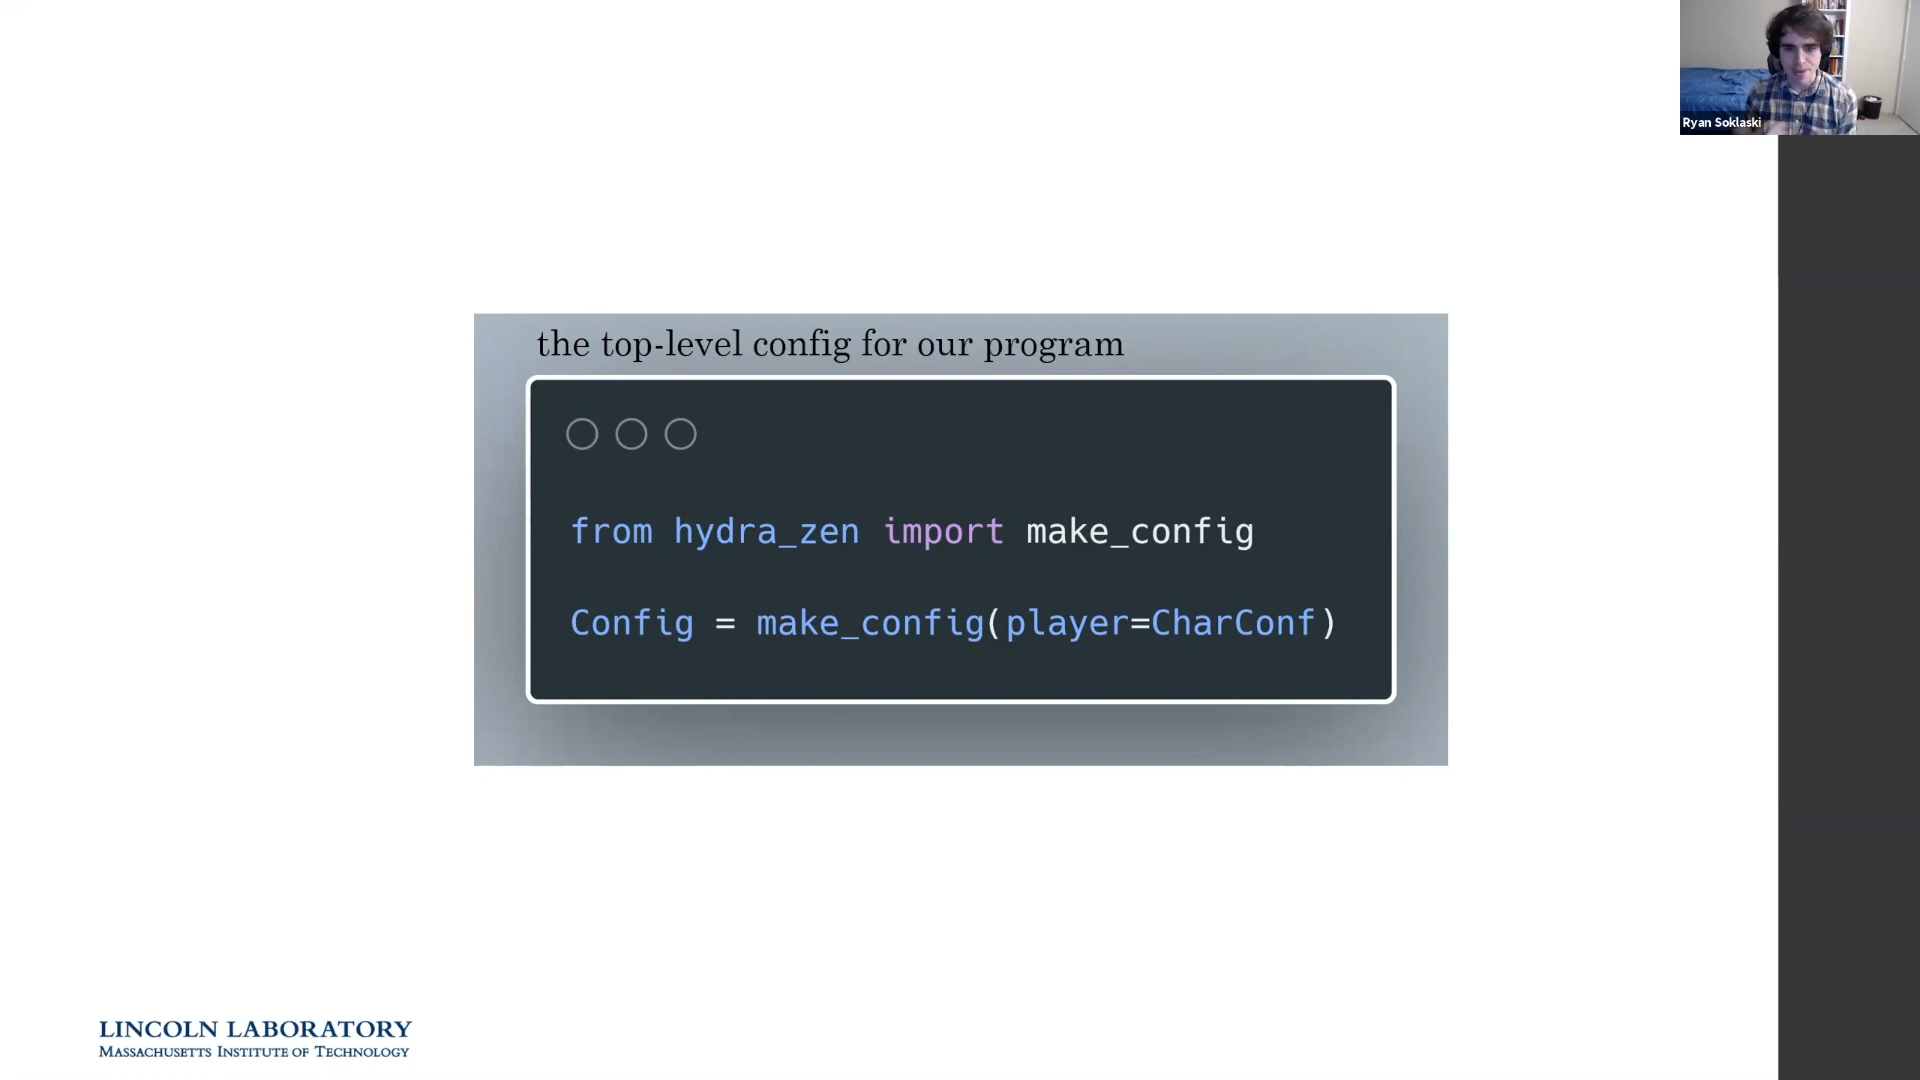 Ryan Soklaski
the top-level config for our program
from hydra_zen import make_config
Config = make_config(player=CharConf)
LINCOLN LABORATORY
MASSACHUSETTS INSTITUTE OF TECHNOLOGY